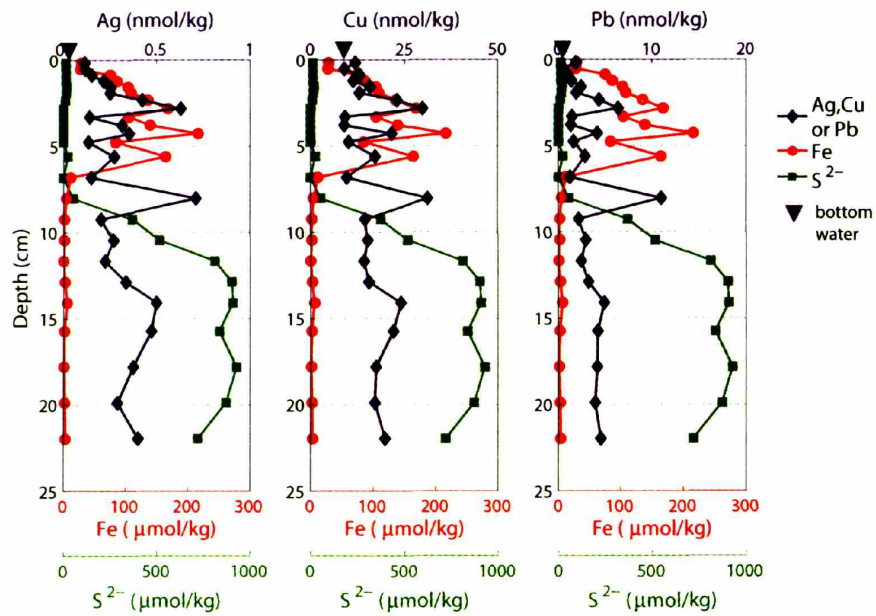 Ag (nmol/kg) Cu (nmol/kg) Pb (nmol/kg)
0 0.5 1 0 25 50 0 10 20
0 0 0
Ag,Cu
or Pb
Fe
S²⁻
bottom
water
5 5 5
10 10 10
Depth (cm)
15 15 15
20 20 20
25 25 25
0 100 200 300 0 100 200 300 0 100 200 300
Fe ( μmol/kg) Fe ( μmol/kg) Fe ( μmol/kg)
0 500 1000 0 500 1000 0 500 1000
S²⁻ S²⁻ S²⁻
(μmol/kg) (μmol/kg) (μmol/kg)